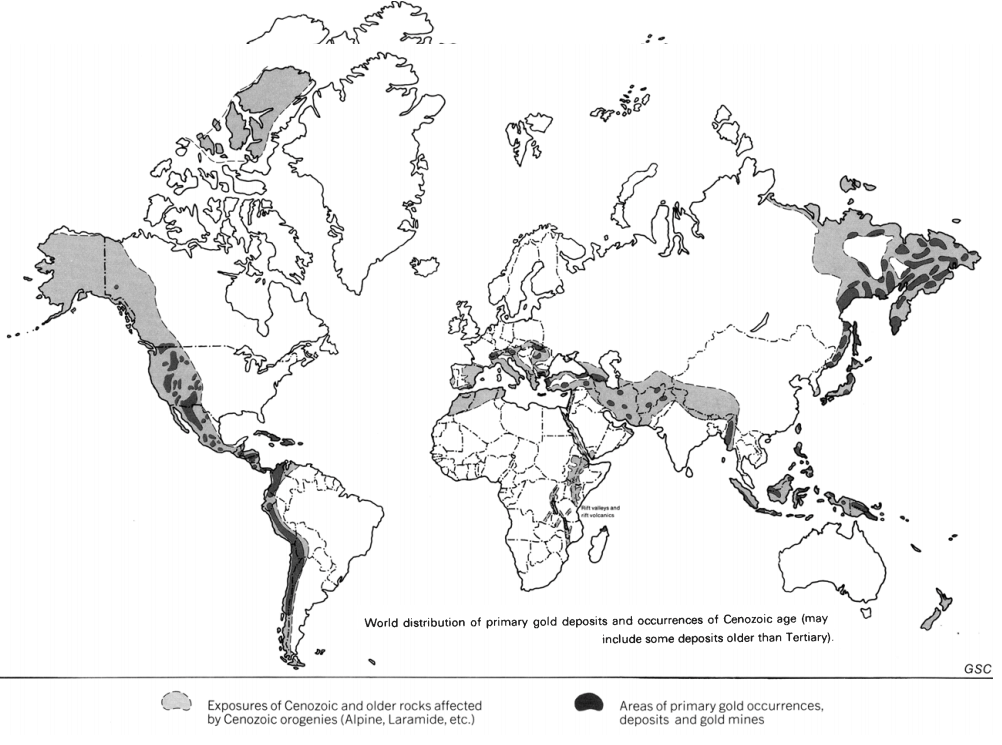 Rift valleys and
rift volcanics
World distribution of primary gold deposits and occurrences of Cenozoic age (may
include some deposits older than Tertiary).
GSC
Exposures of Cenozoic and older rocks affected
by Cenozoic orogenies (Alpine, Laramide, etc.)
Areas of primary gold occurrences,
deposits and gold mines